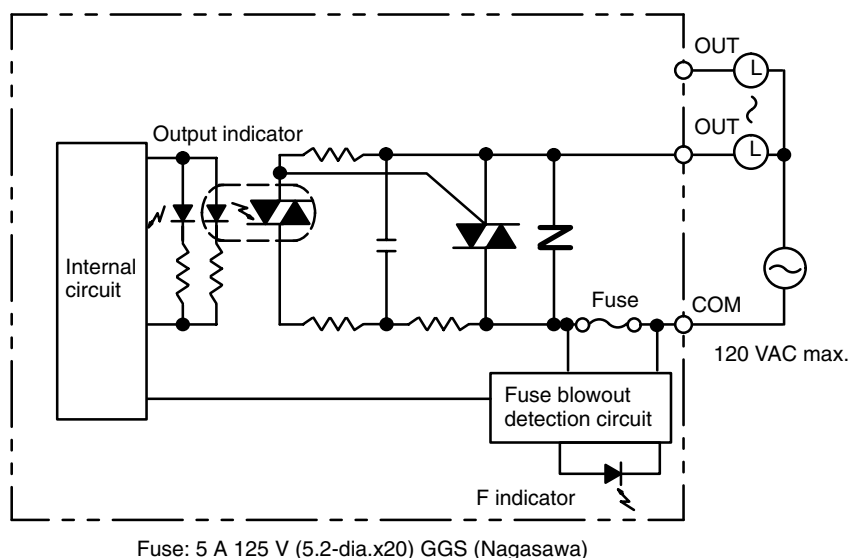 OUT
L
OUT
L
Output indicator
Internal
circuit
Fuse
COM
120 VAC max.
Fuse blowout
detection circuit
F indicator
Fuse: 5 A 125 V (5.2-dia.x20) GGS (Nagasawa)